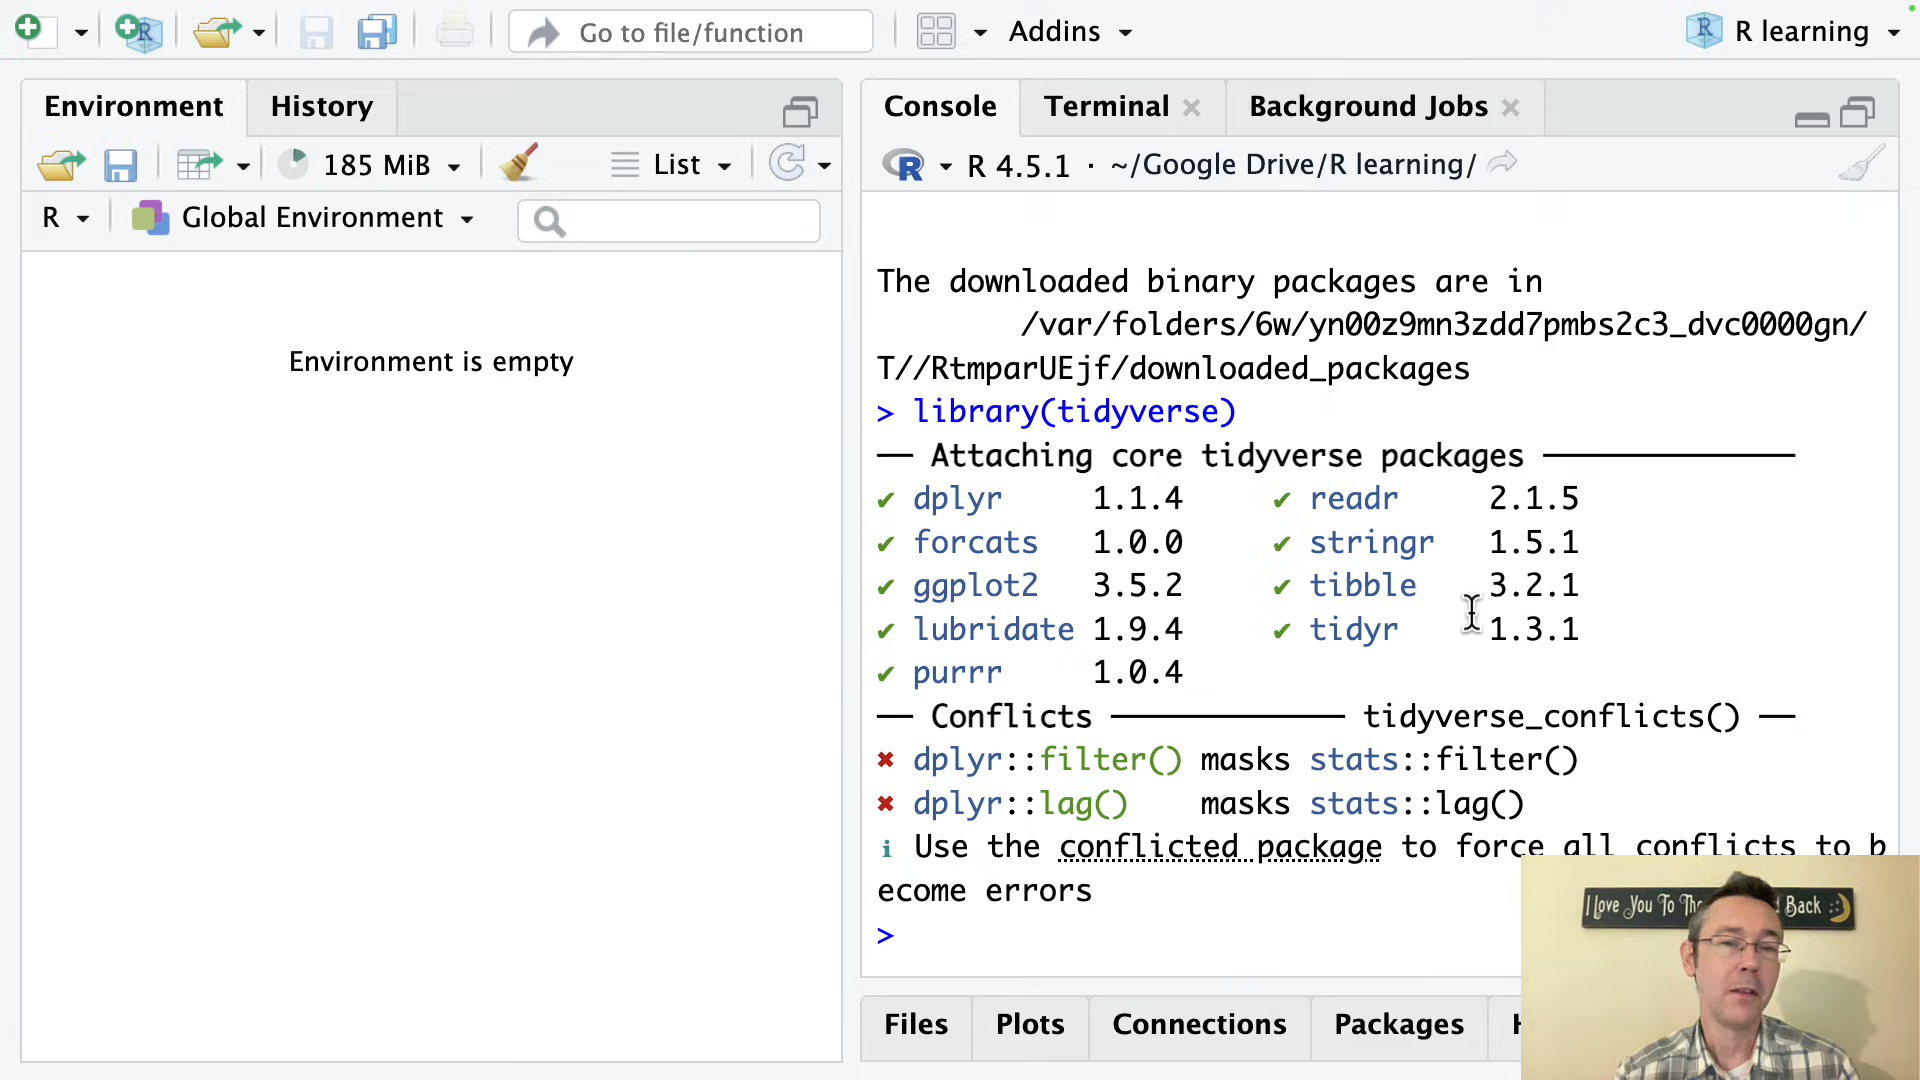 Go to file/function
Addins
R learning
Environment
History
185 MiB
List
R
Global Environment
Environment is empty
Console
Terminal
Background Jobs
R 4.5.1 · ~/Google Drive/R learning/
The downloaded binary packages are in
/var/folders/6w/yn00z9mn3zdd7pmbs2c3_dvc0000gn/
T//RtmparUEjf/downloaded_packages
> library(tidyverse)
── Attaching core tidyverse packages ──────────────
✔ dplyr 1.1.4 ✔ readr 2.1.5
✔ forcats 1.0.0 ✔ stringr 1.5.1
✔ ggplot2 3.5.2 ✔ tibble 3.2.1
✔ lubridate 1.9.4 ✔ tidyr 1.3.1
✔ purrr 1.0.4
── Conflicts ───────────── tidyverse_conflicts() ──
✖ dplyr::filter() masks stats::filter()
✖ dplyr::lag() masks stats::lag()
ℹ Use the conflicted package to force all conflicts to b
ecome errors
>
Files
Plots
Connections
Packages
I Love You To The
Back